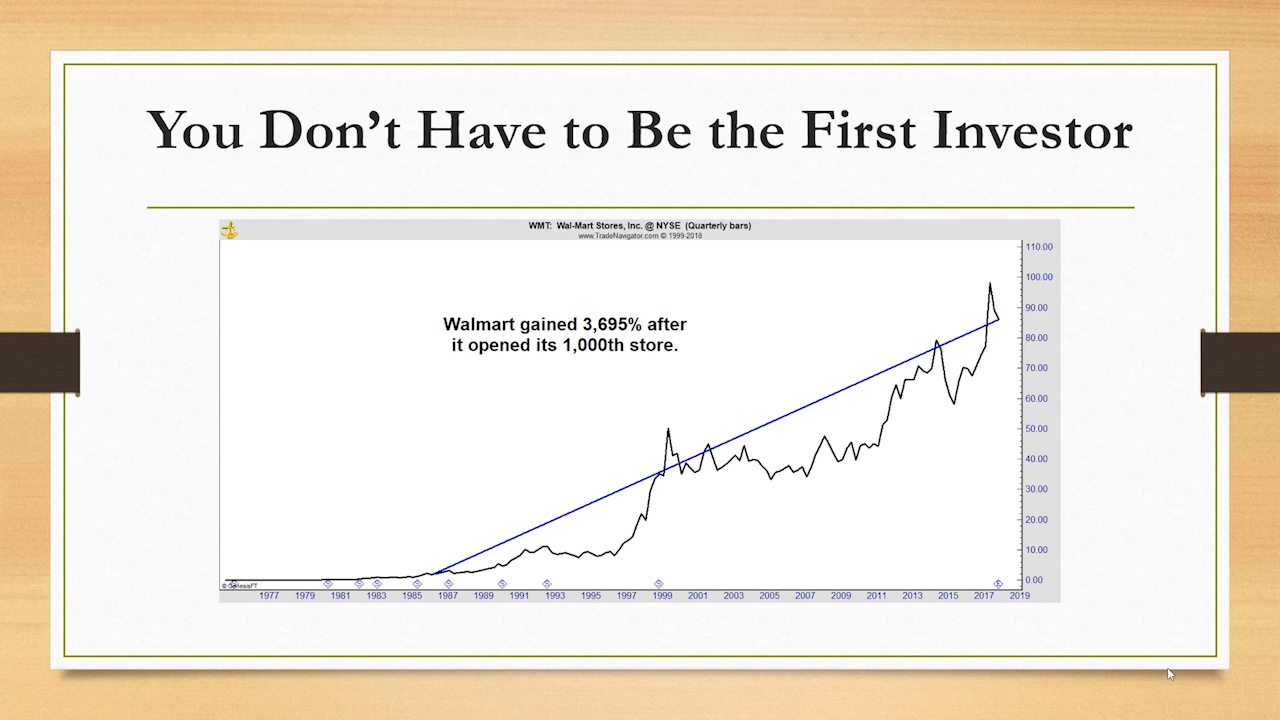 You Don’t Have to Be the First Investor
WMT: Wal-Mart Stores, Inc. @ NYSE (Quarterly bars)
www.TradeNavigator.com © 1999-2018
Walmart gained 3,695% after
it opened its 1,000th store.
110.00
100.00
90.00
80.00
70.00
60.00
50.00
40.00
30.00
20.00
10.00
0.00
© GenesisFT
S S S S S S S S E
1977 1979 1981 1983 1985 1987 1989 1991 1993 1995 1997 1999 2001 2003 2005 2007 2009 2011 2013 2015 2017 2019